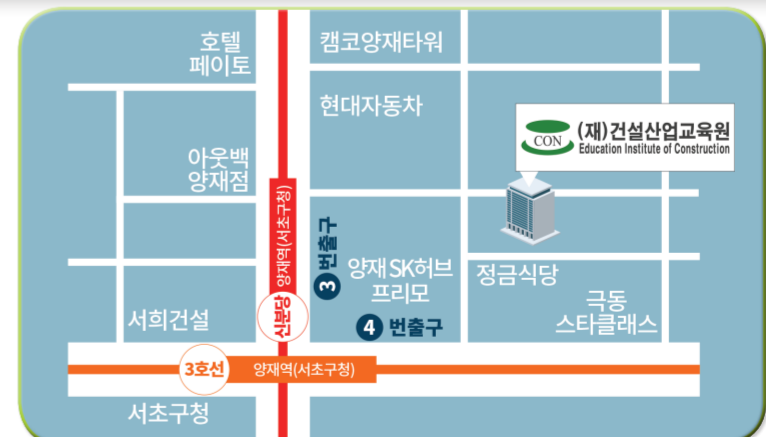 호텔
페이토
캠코양재타워
현대자동차
CON
(재)건설산업교육원
Education Institute of Construction
아웃백
양재점
양재역(서초구청)
신분당
3 번출구
양재 SK허브
프리모
4 번출구
정금식당
극동
스타클래스
서희건설
3호선
양재역(서초구청)
서초구청